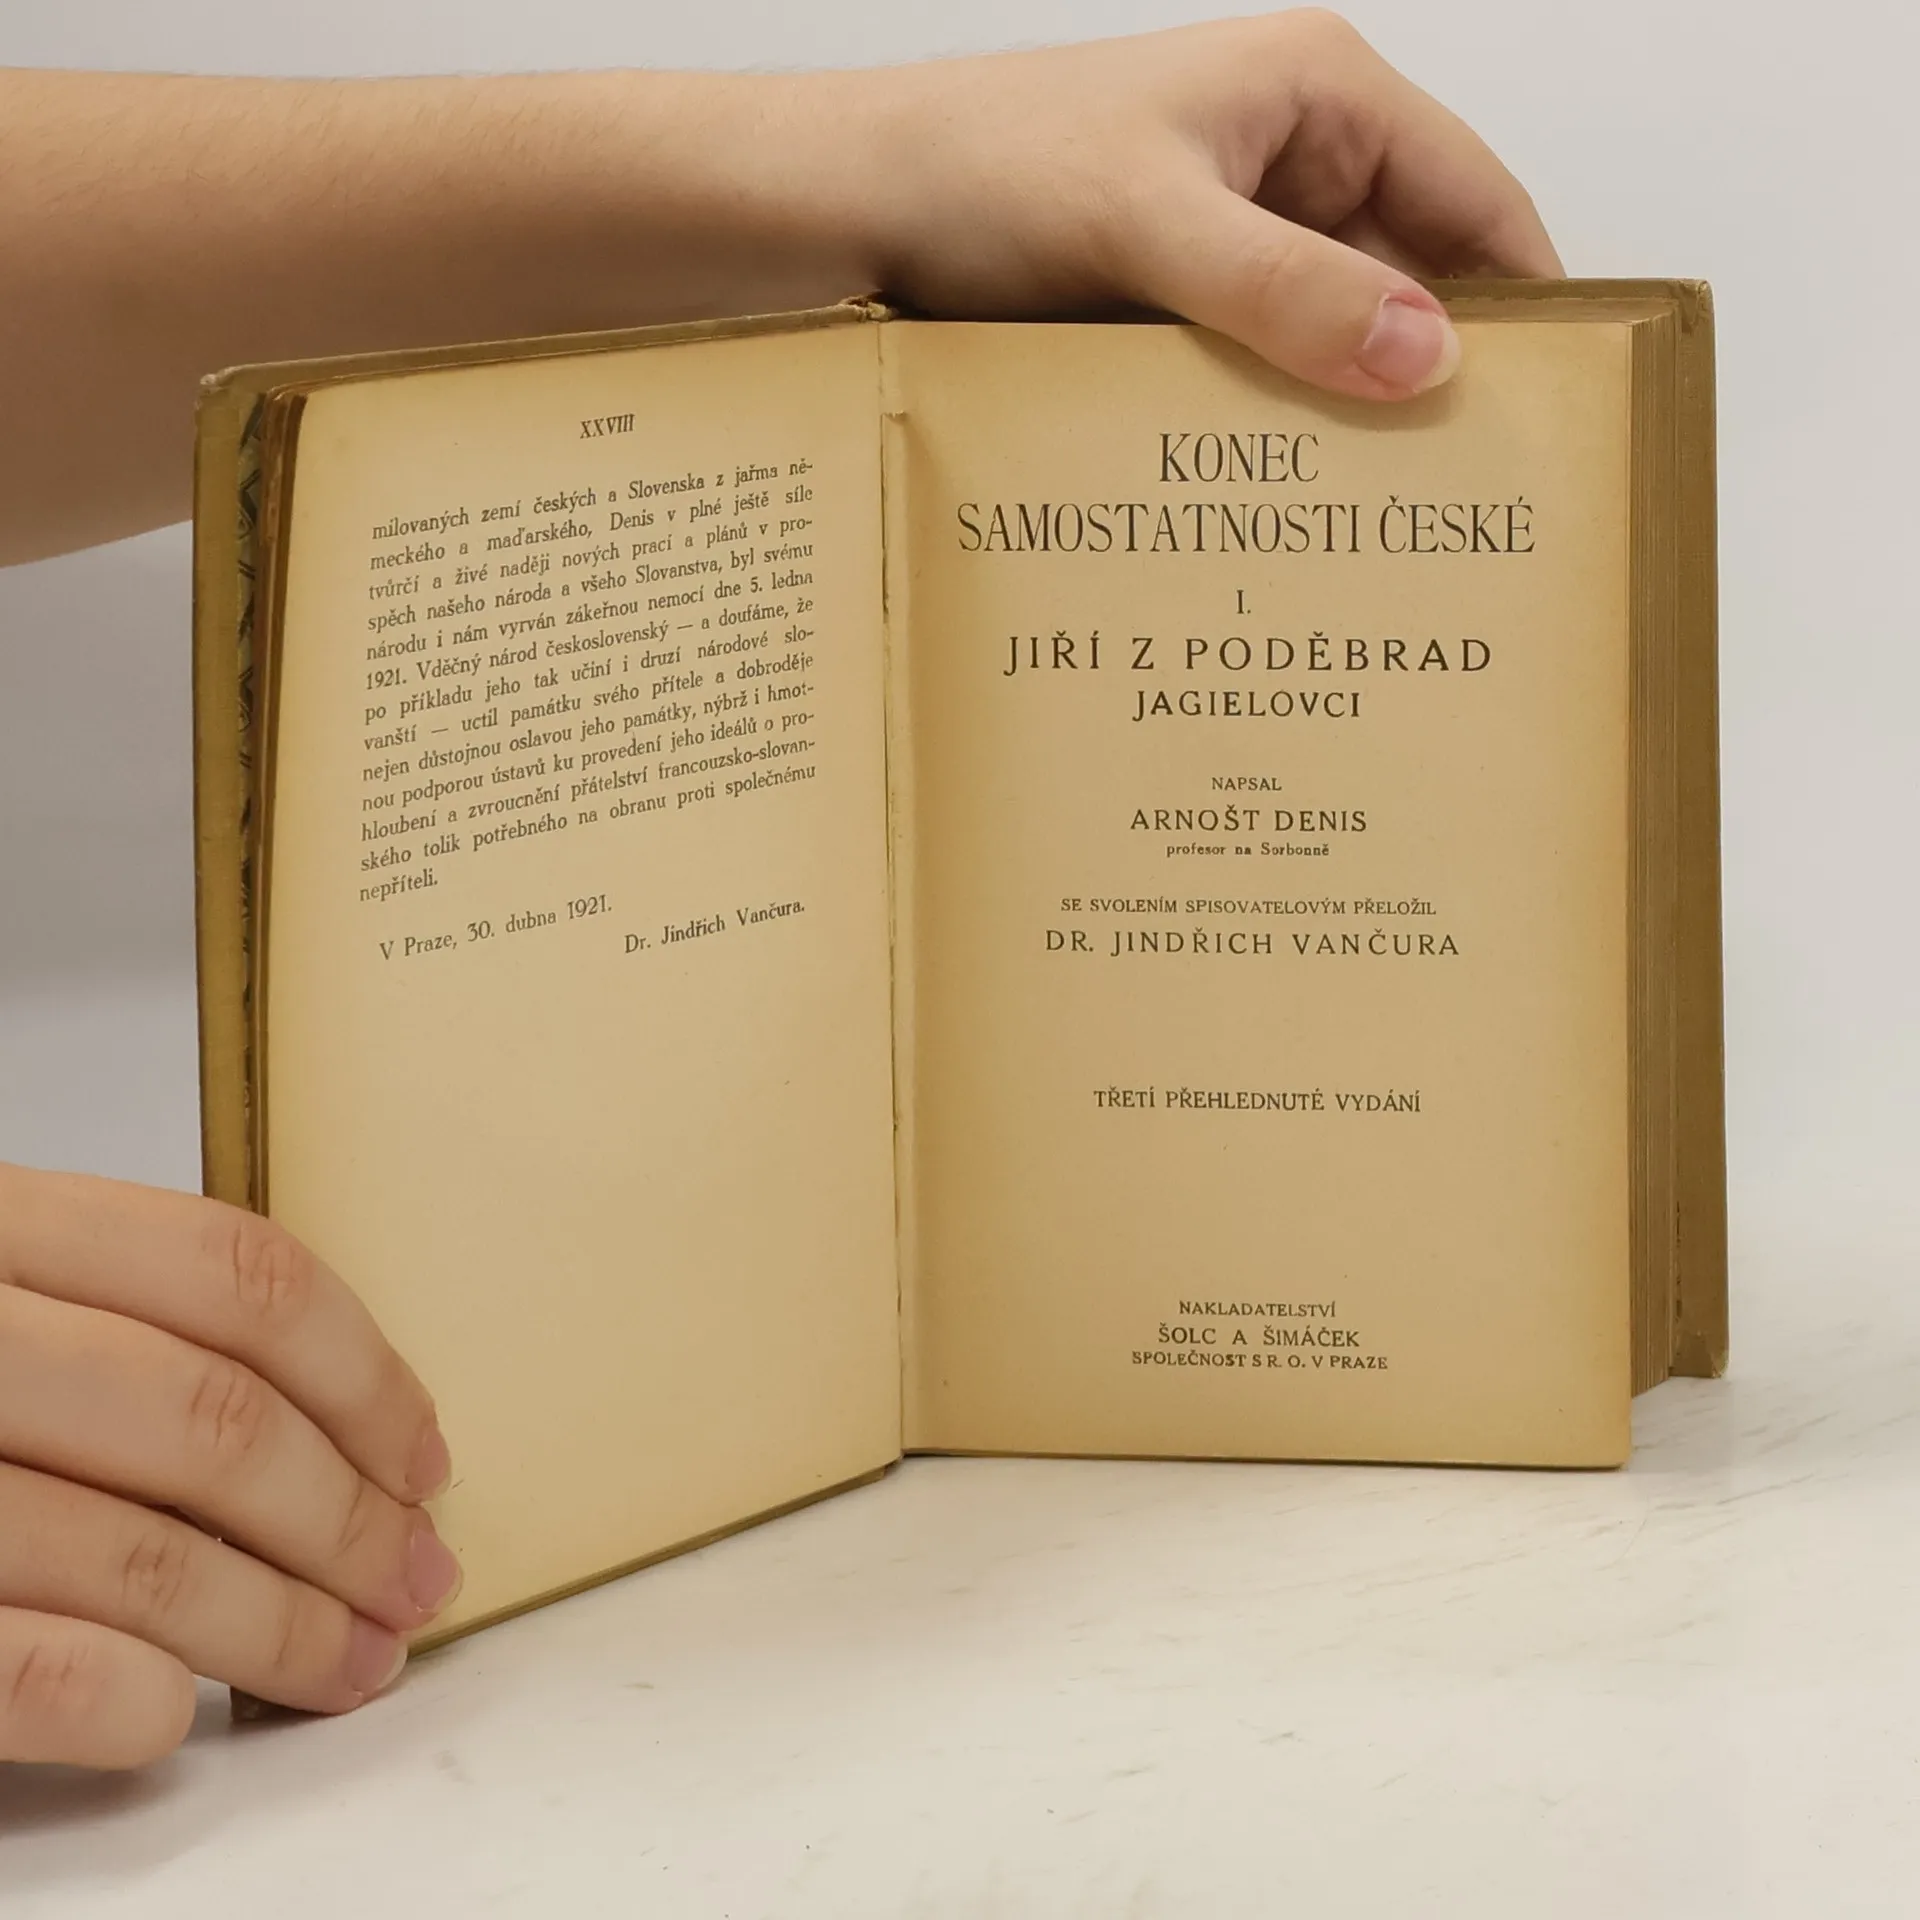 XXVIII
milovaných zemí českých a Slovenska z jařma ně-
meckého a maďarského, Denis v plné ještě síle
tvůrčí a živé naději nových prací a plánů v pro-
spěch našeho národa a všeho Slovanstva, byl svému
národu i nám vyrván zákeřnou nemocí dne 5. ledna
1921. Vděčný národ československý — a doufáme, že
po příkladu jeho tak učiní i druzí národové slo-
vanští — uctil památku svého přítele a dobroděje
nejen důstojnou oslavou jeho památky, nýbrž i hmot-
nou podporou ústavů ku provedení jeho ideálů o pro-
hloubení a zvroucnění přátelství francouzsko-slovan-
ského tolik potřebného na obranu proti společnému
nepříteli.
V Praze, 30. dubna 1921.
Dr. Jindřich Vančura.
KONEC
SAMOSTATNOSTI ČESKÉ
I.
JIŘÍ Z PODĚBRAD
JAGIELOVCI
NAPSAL
ARNOŠT DENIS
profesor na Sorbonně
SE SVOLENÍM SPISOVATELOVÝM PŘELOŽIL
DR. JINDŘICH VANČURA
TŘETÍ PŘEHLEDNUTÉ VYDÁNÍ
NAKLADATELSTVÍ
ŠOLC A ŠIMÁČEK
SPOLEČNOST S R. O. V PRAZE